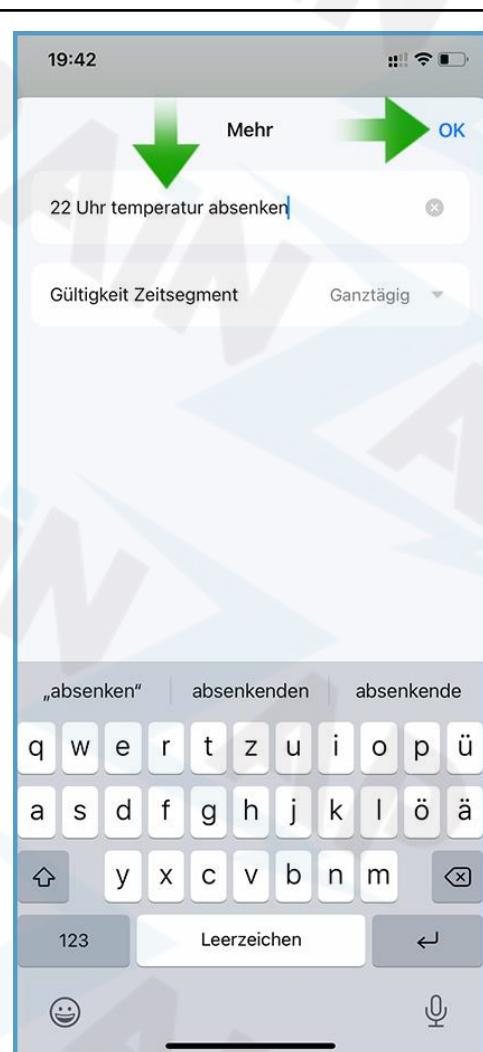 19:42
Mehr OK
22 Uhr temperatur absenken
Gültigkeit Zeitsegment Ganztägig
„absenken“ absenkenden absenkende
q w e r t z u i o p ü
a s d f g h j k l ö ä
y x c v b n m
123 Leerzeichen